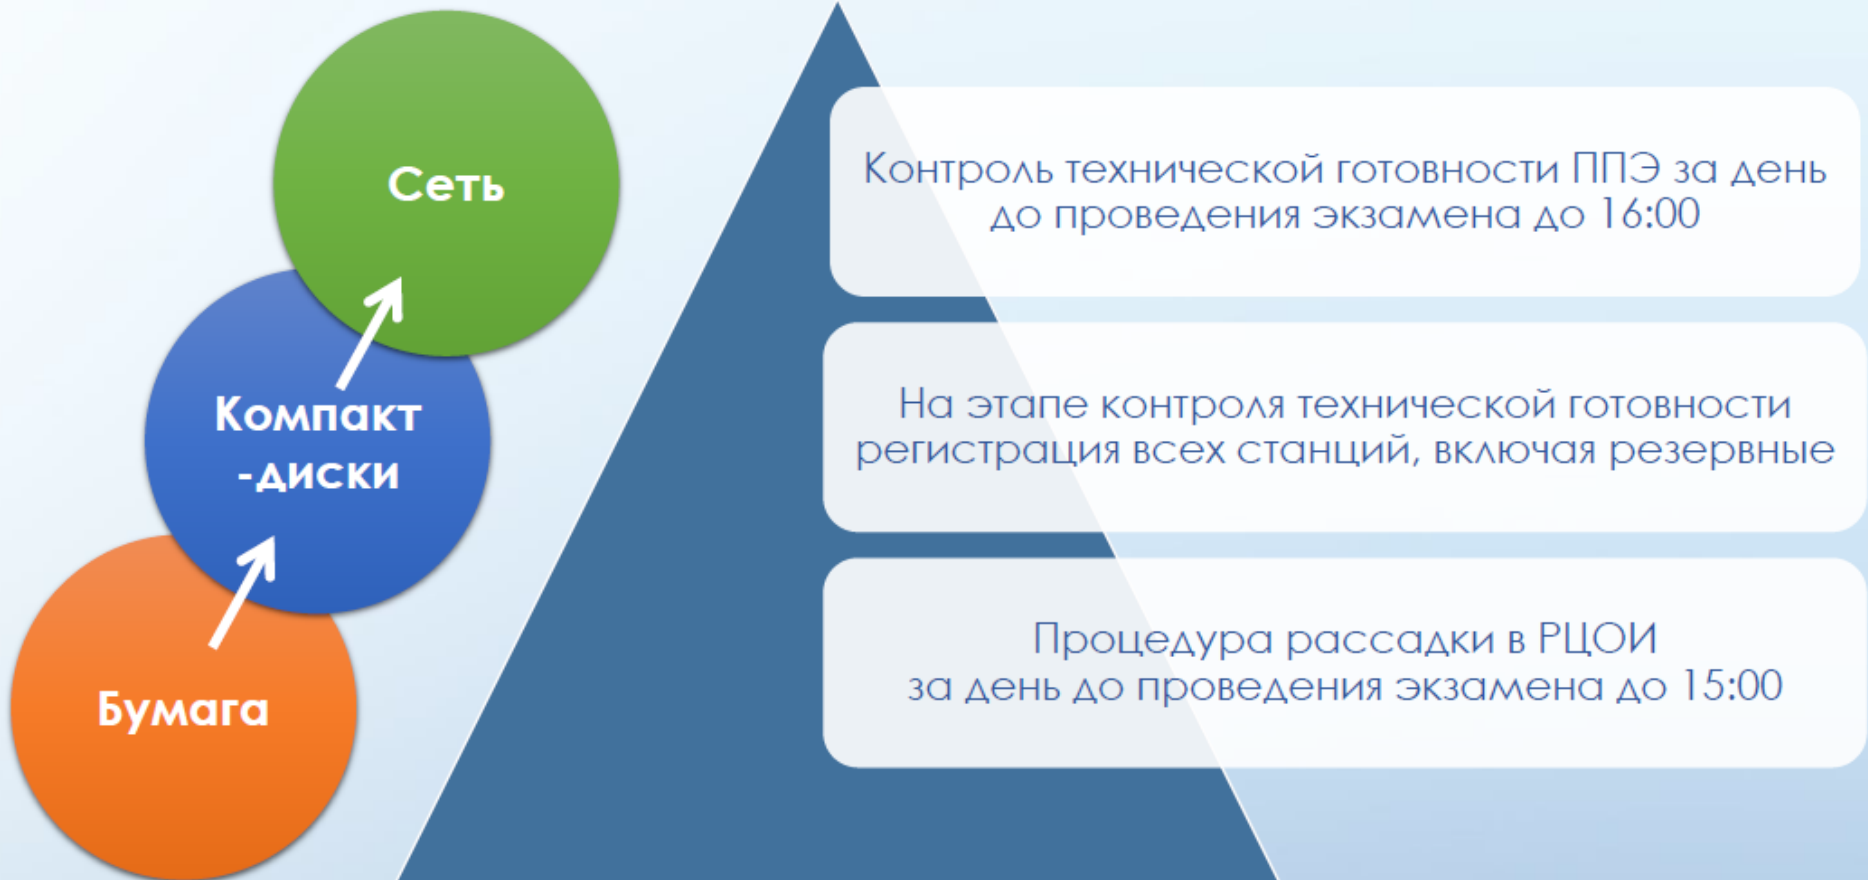 Сеть
Компакт
-диски
Бумага
Контроль технической готовности ППЭ за день
до проведения экзамена до 16:00
На этапе контроля технической готовности
регистрация всех станций, включая резервные
Процедура рассадки в РЦОИ
за день до проведения экзамена до 15:00